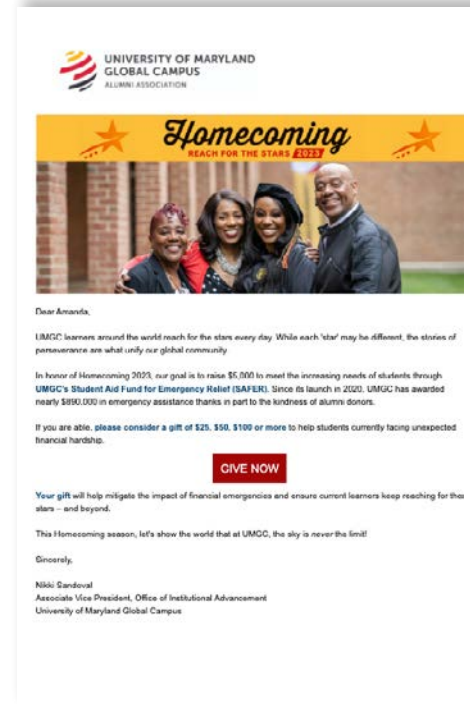 UNIVERSITY OF MARYLAND
GLOBAL CAMPUS
ALUMNI ASSOCIATION
Homecoming
REACH FOR THE STARS 2023
Dear Amanda,
UMGC learners around the world reach for the stars every day. While each 'star' may be different, the stories of
perseverance are what unify our global community.
In honor of Homecoming 2023, our goal is to raise $5,000 to meet the increasing needs of students through
UMGC's Student Aid Fund for Emergency Relief (SAFER). Since its launch in 2020, UMGC has awarded
nearly $890,000 in emergency assistance thanks in part to the kindness of alumni donors.
If you are able, please consider a gift of $25, $50, $100 or more to help students currently facing unexpected
financial hardship.
GIVE NOW
Your gift will help mitigate the impact of financial emergencies and ensure current learners keep reaching for their
stars – and beyond.
This Homecoming season, let's show the world that at UMGC, the sky is never the limit!
Sincerely,
Nikki Sandoval
Associate Vice President, Office of Institutional Advancement
University of Maryland Global Campus